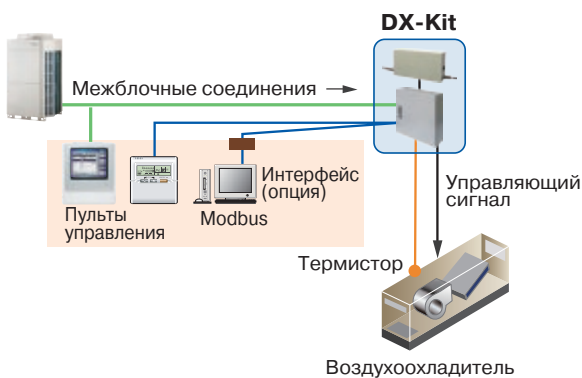 DX-Kit
Межблочные соединения
Интерфейс
(опция)
Modbus
Пульты
управления
Управляющий
сигнал
Термистор
Воздухоохладитель